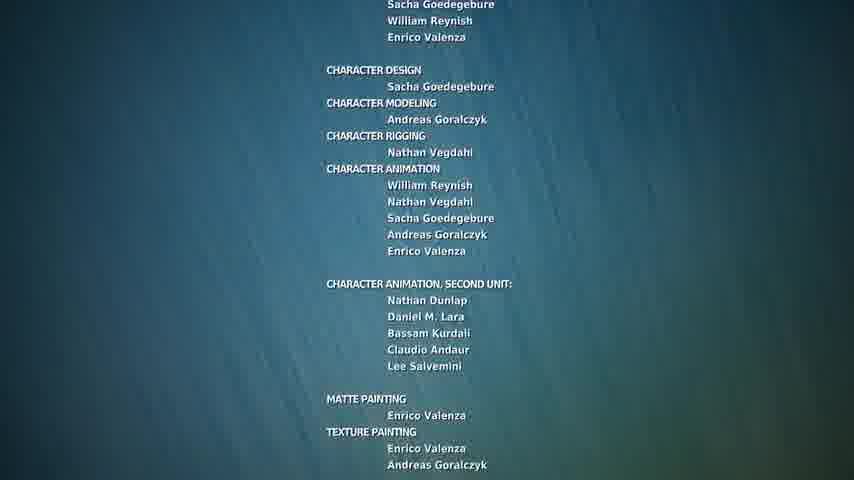 Sacha Goedegebure
William Reynish
Enrico Valenza
CHARACTER DESIGN
Sacha Goedegebure
CHARACTER MODELING
Andreas Goralczyk
CHARACTER RIGGING
Nathan Vegdahl
CHARACTER ANIMATION
William Reynish
Nathan Vegdahl
Sacha Goedegebure
Andreas Goralczyk
Enrico Valenza
CHARACTER ANIMATION, SECOND UNIT:
Nathan Dunlap
Daniel M. Lara
Bassam Kurdali
Claudio Andaur
Lee Salvemini
MATTE PAINTING
Enrico Valenza
TEXTURE PAINTING
Enrico Valenza
Andreas Goralczyk